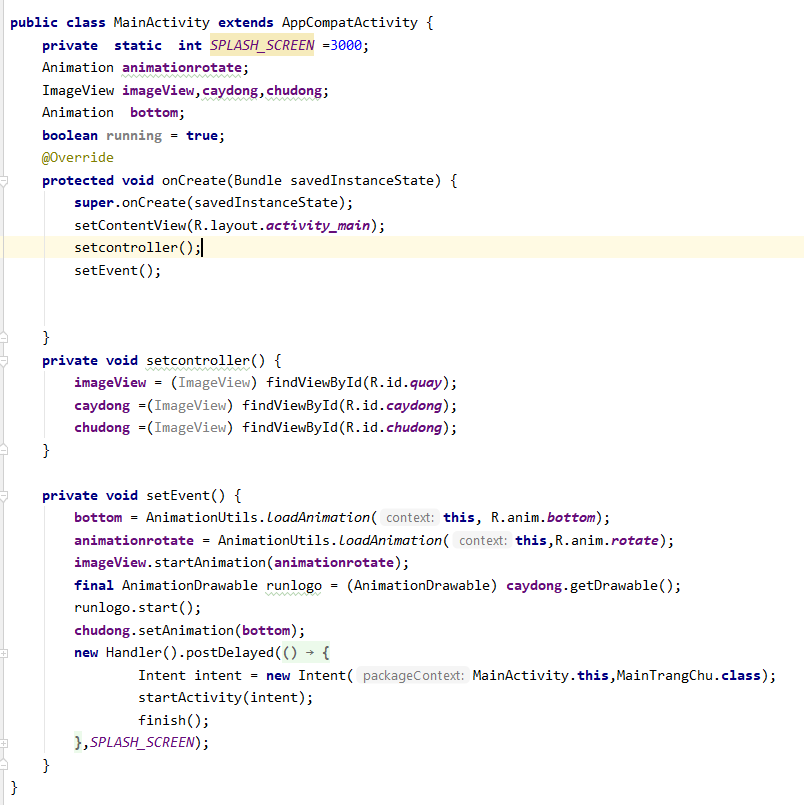 public class MainActivity extends AppCompatActivity {
    private  static  int SPLASH_SCREEN =3000;
    Animation animationrotate;
    ImageView imageView,caydong,chudong;
    Animation  bottom;
    boolean running = true;
    @Override
    protected void onCreate(Bundle savedInstanceState) {
        super.onCreate(savedInstanceState);
        setContentView(R.layout.activity_main);
        setcontroller();
        setEvent();
    }
    private void setcontroller() {
        imageView = (ImageView) findViewById(R.id.quay);
        caydong =(ImageView) findViewById(R.id.caydong);
        chudong =(ImageView) findViewById(R.id.chudong);
    }
    private void setEvent() {
        bottom = AnimationUtils.loadAnimation( context: this, R.anim.bottom);
        animationrotate = AnimationUtils.loadAnimation( context: this,R.anim.rotate);
        imageView.startAnimation(animationrotate);
        final AnimationDrawable runlogo = (AnimationDrawable) caydong.getDrawable();
        runlogo.start();
        chudong.setAnimation(bottom);
        new Handler().postDelayed(() → {
                Intent intent = new Intent( packageContext: MainActivity.this,MainTrangChu.class);
                startActivity(intent);
                finish();
        },SPLASH_SCREEN);
    }
}